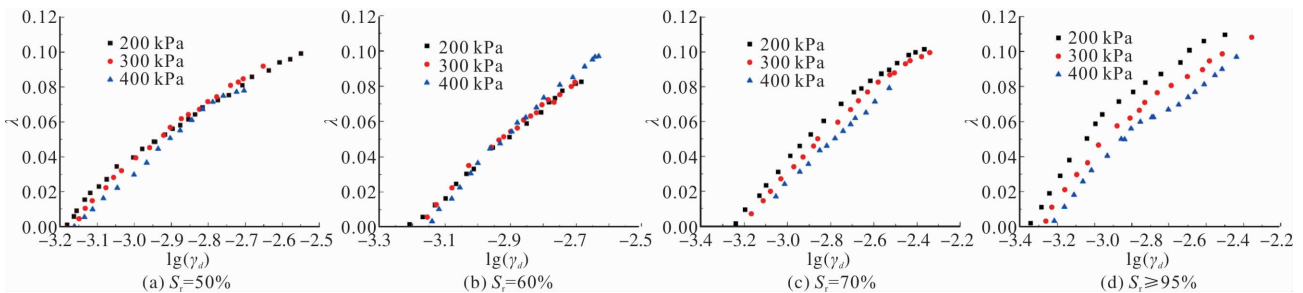 0.12
0.10
0.08
0.06
0.04
0.02
0.00
λ
200 kPa
300 kPa
400 kPa
−3.2 −3.1 −3.0 −2.9 −2.8 −2.7 −2.6 −2.5
lg(γd)
(a) Sr=50%
0.12
0.10
0.08
0.06
0.04
0.02
0.00
λ
200 kPa
300 kPa
400 kPa
−3.3 −3.1 −2.9 −2.7 −2.5
lg(γd)
(b) Sr=60%
0.12
0.10
0.08
0.06
0.04
0.02
0.00
λ
200 kPa
300 kPa
400 kPa
−3.4 −3.2 −3.0 −2.8 −2.6 −2.4 −2.2
lg(γd)
(c) Sr=70%
0.12
0.10
0.08
0.06
0.04
0.02
0.00
λ
200 kPa
300 kPa
400 kPa
−3.4 −3.2 −3.0 −2.8 −2.6 −2.4 −2.2
lg(γd)
(d) Sr⩾95%